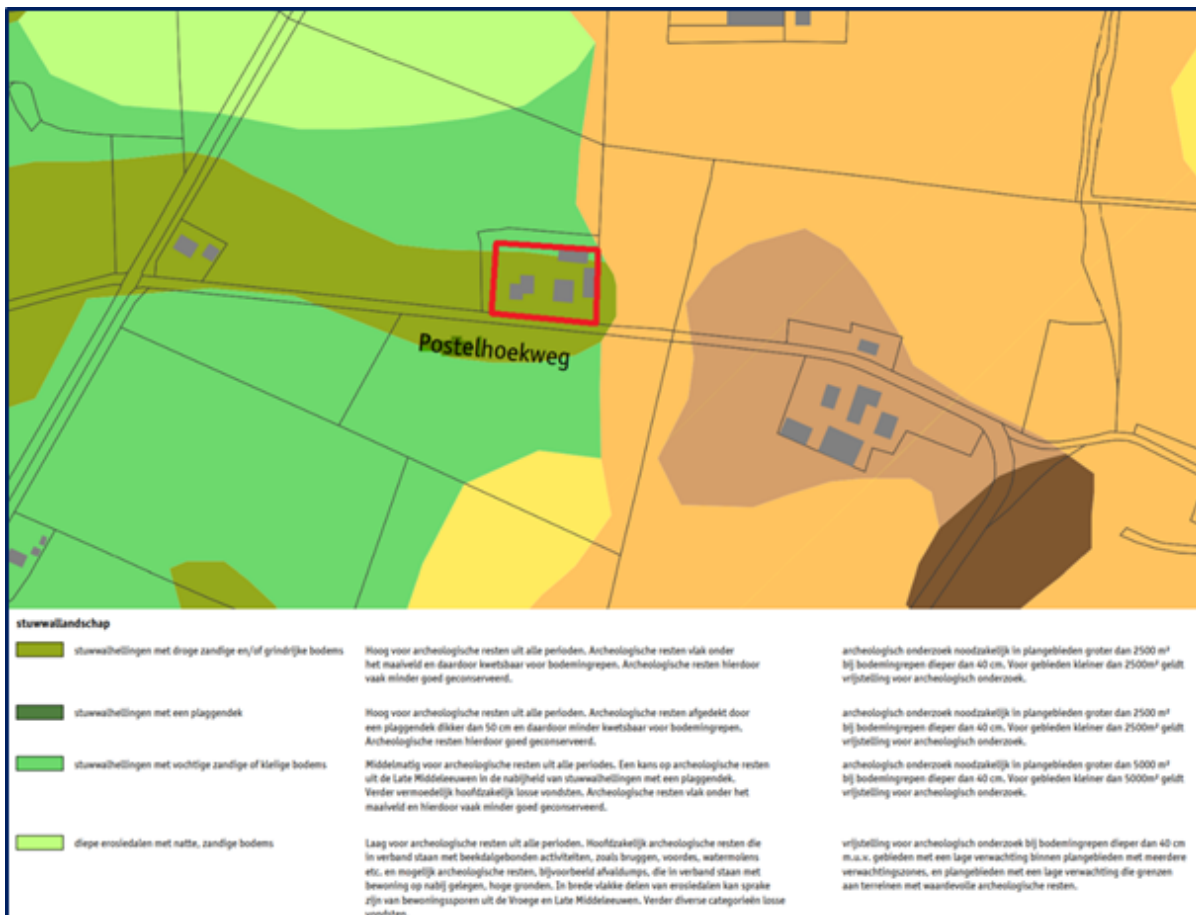 Postelhoekweg
stuwwallandschap
stuwwalhellingen met droge zandige en/of grindrijke bodems
Hoog voor archeologische resten uit alle perioden. Archeologische resten vlak onder
het maaiveld en daardoor kwetsbaar voor bodemingrepen. Archeologische resten hierdoor
vaak minder goed geconserveerd.
archeologisch onderzoek noodzakelijk in plangebieden groter dan 2500 m²
bij bodemingrepen dieper dan 40 cm. Voor gebieden kleiner dan 2500m² geldt
vrijstelling voor archeologisch onderzoek.
stuwwalhellingen met een plaggendek
Hoog voor archeologische resten uit alle perioden. Archeologische resten afgedekt door
een plaggendek dikker dan 50 cm en daardoor minder kwetsbaar voor bodemingrepen.
Archeologische resten hierdoor goed geconserveerd.
archeologisch onderzoek noodzakelijk in plangebieden groter dan 2500 m²
bij bodemingrepen dieper dan 40 cm. Voor gebieden kleiner dan 2500m² geldt
vrijstelling voor archeologisch onderzoek.
stuwwalhellingen met vochtige zandige of kleiige bodems
Middelmatig voor archeologische resten uit alle periodes. Een kans op archeologische resten
uit de Late Middeleeuwen in de nabijheid van stuwwalhellingen met een plaggendek.
Verder vermoedelijk hoofdzakelijk losse vondsten. Archeologische resten vlak onder het
maaiveld en hierdoor vaak minder goed geconserveerd.
archeologisch onderzoek noodzakelijk in plangebieden groter dan 5000 m²
bij bodemingrepen dieper dan 40 cm. Voor gebieden kleiner dan 5000m² geldt
vrijstelling voor archeologisch onderzoek.
diepe erosiedalen met natte, zandige bodems
Laag voor archeologische resten uit alle perioden. Hoofdzakelijk archeologische resten die
in verband staan met beekdalgebonden activiteiten, zoals bruggen, voordes, watermolens
etc. en mogelijk archeologische resten, bijvoorbeeld afvaldumps, die in verband staan met
bewoning op nabij gelegen, hoge gronden. In brede vlakke delen van erosiedalen kan sprake
zijn van bewoningssporen uit de Vroege en Late Middeleeuwen. Verder diverse categorieën losse
vondsten.
vrijstelling voor archeologisch onderzoek bij bodemingrepen dieper dan 40 cm
m.u.v. gebieden met een lage verwachting binnen plangebieden met meerdere
verwachtingszones, en plangebieden met een lage verwachting die grenzen
aan terreinen met waardevolle archeologische resten.